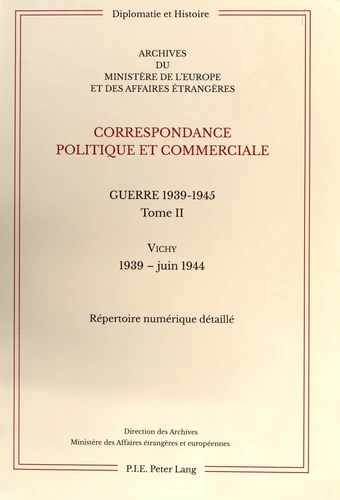 Diplomatie et Histoire
ARCHIVES
DU
MINISTÈRE DE L'EUROPE
ET DES AFFAIRES ÉTRANGÈRES
CORRESPONDANCE
POLITIQUE ET COMMERCIALE
GUERRE 1939-1945
Tome II
VICHY
1939 – juin 1944
Répertoire numérique détaillé
Direction des Archives
Ministère des Affaires étrangères et européennes
P.I.E. Peter Lang